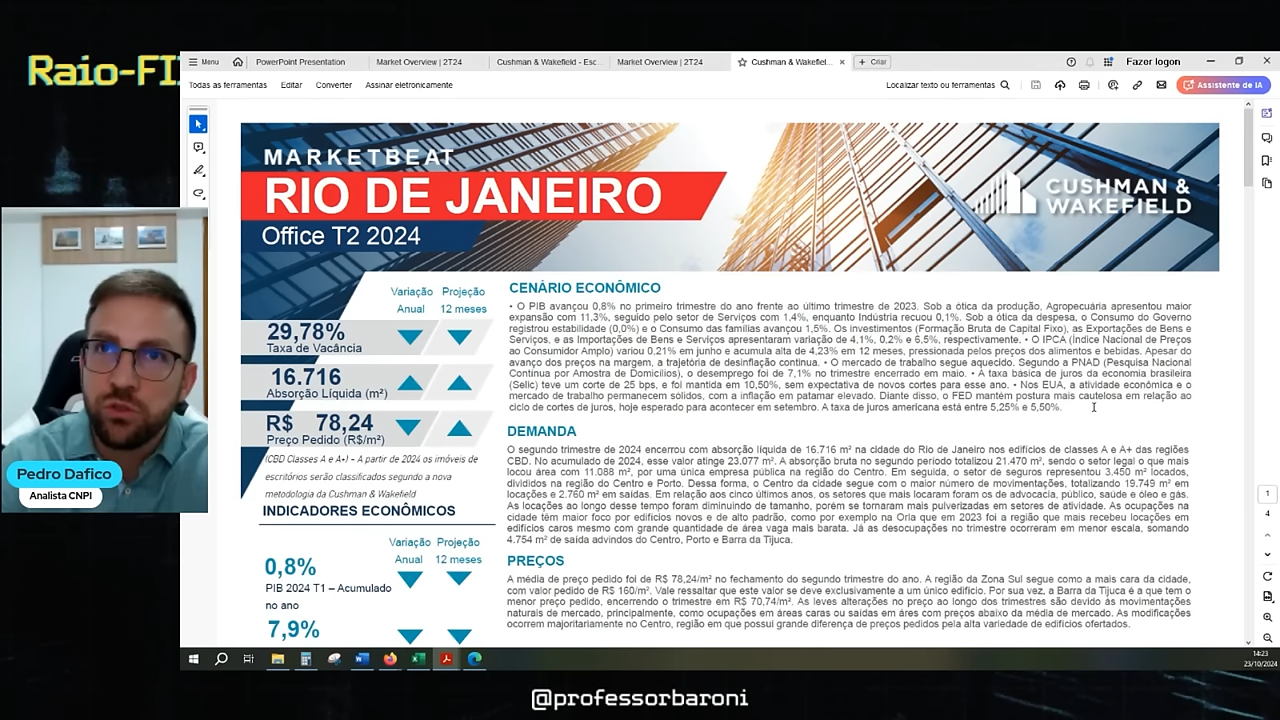 Raio-FI
Menu
PowerPoint Presentation
Market Overview | 2T24
Cushman & Wakefield - Esc...
Market Overview | 2T24
Cushman & Wakefiel...
Criar
Fazer logon
Todas as ferramentas
Editar
Converter
Assinar eletronicamente
Localizar texto ou ferramentas
Assistente de IA
MARKETBEAT
RIO DE JANEIRO
Office T2 2024
CUSHMAN &
WAKEFIELD
Variação
Anual
Projeção
12 meses
29,78%
Taxa de Vacância
16.716
Absorção Líquida (m²)
R$ 78,24
Preço Pedido (R$/m²)
(CBD Classes A e A+) – A partir de 2024 os imóveis de
escritórios serão classificados segundo a nova
metodologia da Cushman & Wakefield
INDICADORES ECONÔMICOS
Variação
Anual
Projeção
12 meses
0,8%
PIB 2024 T1 – Acumulado
no ano
7,9%
CENÁRIO ECONÔMICO
• O PIB avançou 0,8% no primeiro trimestre do ano frente ao último trimestre de 2023. Sob a ótica da produção, Agropecuária apresentou maior
expansão com 11,3%, seguido pelo setor de Serviços com 1,4%, enquanto Indústria recuou 0,1%. Sob a ótica da despesa, o Consumo do Governo
registrou estabilidade (0,0%) e o Consumo das famílias avançou 1,5%. Os investimentos (Formação Bruta de Capital Fixo), as Exportações de Bens e
Serviços, e as Importações de Bens e Serviços apresentaram variação de 4,1%, 0,2% e 6,5%, respectivamente. • O IPCA (Índice Nacional de Preços
ao Consumidor Amplo) variou 0,21% em junho e acumula alta de 4,23% em 12 meses, pressionada pelos preços dos alimentos e bebidas. Apesar do
avanço dos preços na margem, a trajetória de desinflação continua. • O mercado de trabalho segue aquecido. Segundo a PNAD (Pesquisa Nacional
Contínua por Amostra de Domicílios), o desemprego foi de 7,1% no trimestre encerrado em maio. • A taxa básica de juros da economia brasileira
(Selic) teve um corte de 25 bps, e foi mantida em 10,50%, sem expectativa de novos cortes para esse ano. • Nos EUA, a atividade econômica e o
mercado de trabalho permanecem sólidos, com a inflação em patamar elevado. Diante disso, o FED mantém postura mais cautelosa em relação ao
ciclo de cortes de juros, hoje esperado para acontecer em setembro. A taxa de juros americana está entre 5,25% e 5,50%.
DEMANDA
O segundo trimestre de 2024 encerrou com absorção líquida de 16.716 m² na cidade do Rio de Janeiro nos edifícios de classes A e A+ das regiões
CBD. No acumulado de 2024, esse valor atinge 23.077 m². A absorção bruta no segundo período totalizou 21.470 m², sendo o setor legal o que mais
locou área com 11.088 m², por uma única empresa pública na região do Centro. Em seguida, o setor de seguros representou 3.450 m² locados,
divididos na região do Centro e Porto. Dessa forma, o Centro da cidade segue com o maior número de movimentações, totalizando 19.749 m² em
locações e 2.760 m² em saídas. Em relação aos cinco últimos anos, os setores que mais locaram foram os de advocacia, público, saúde e óleo e gás.
As locações ao longo desse tempo foram diminuindo de tamanho, porém se tornaram mais pulverizadas em setores de atividade. As ocupações na
cidade têm maior foco por edifícios novos e de alto padrão, como por exemplo na Orla que em 2023 foi a região que mais recebeu locações em
edifícios caros mesmo com grande quantidade de área vaga mais barata. Já as desocupações no trimestre ocorreram em menor escala, somando
4.754 m² de saída advindos do Centro, Porto e Barra da Tijuca.
PREÇOS
A média de preço pedido foi de R$ 78,24/m² no fechamento do segundo trimestre do ano. A região da Zona Sul segue como a mais cara da cidade,
com valor pedido de R$ 160/m². Vale ressaltar que este valor se deve exclusivamente a um único edifício. Por sua vez, a Barra da Tijuca é a que tem o
menor preço pedido, encerrando o trimestre em R$ 70,74/m². As leves alterações no preço ao longo dos trimestres são devido às movimentações
naturais de mercado, principalmente, como ocupações em áreas caras ou saídas em áres com preços abaixo da média de mercado. As modificações
ocorrem majoritariamente no Centro, região em que possui grande diferença de preços pedidos pela alta variedade de edifícios ofertados.
1
4
Pedro Dafico
Analista CNPI
14:23
23/10/2024
@professorbaroni